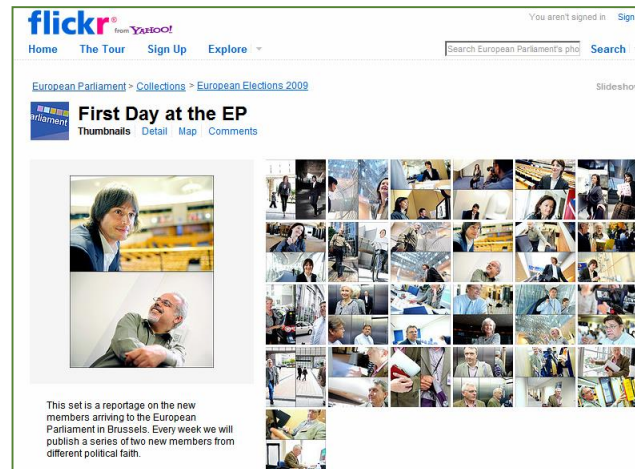 flickr from YAHOO!
You aren't signed in Sign
Home The Tour Sign Up Explore
Search European Parliament's pho Search
European Parliament > Collections > European Elections 2009
Slideshow
arliament
First Day at the EP
Thumbnails Detail Map Comments
This set is a reportage on the new
members arriving to the European
Parliament in Brussels. Every week we will
publish a series of two new members from
different political faith.